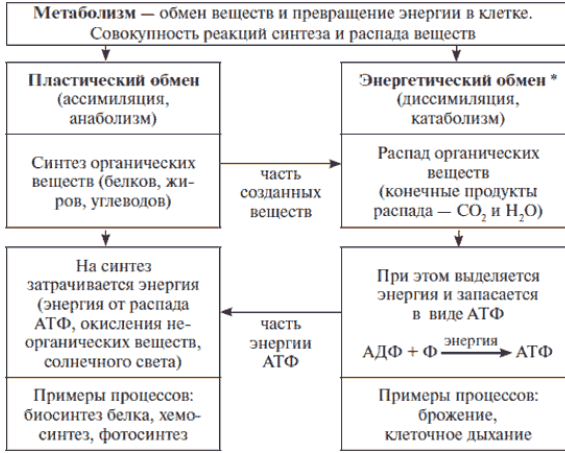 Метаболизм — обмен веществ и превращение энергии в клетке.
Совокупность реакций синтеза и распада веществ
Пластический обмен
(ассимиляция,
анаболизм)
Энергетический обмен *
(диссимиляция,
катаболизм)
Синтез органических
веществ (белков, жи-
ров, углеводов)
часть
созданных
веществ
Распад органических
веществ
(конечные продукты
распада — CO₂ и H₂O)
На синтез
затрачивается энергия
(энергия от распада
АТФ, окисления не-
органических веществ,
солнечного света)
часть
энергии
АТФ
При этом выделяется
энергия и запасается
в виде АТФ
АДФ + Ф энергия АТФ
Примеры процессов:
биосинтез белка, хемо-
синтез, фотосинтез
Примеры процессов:
брожение,
клеточное дыхание